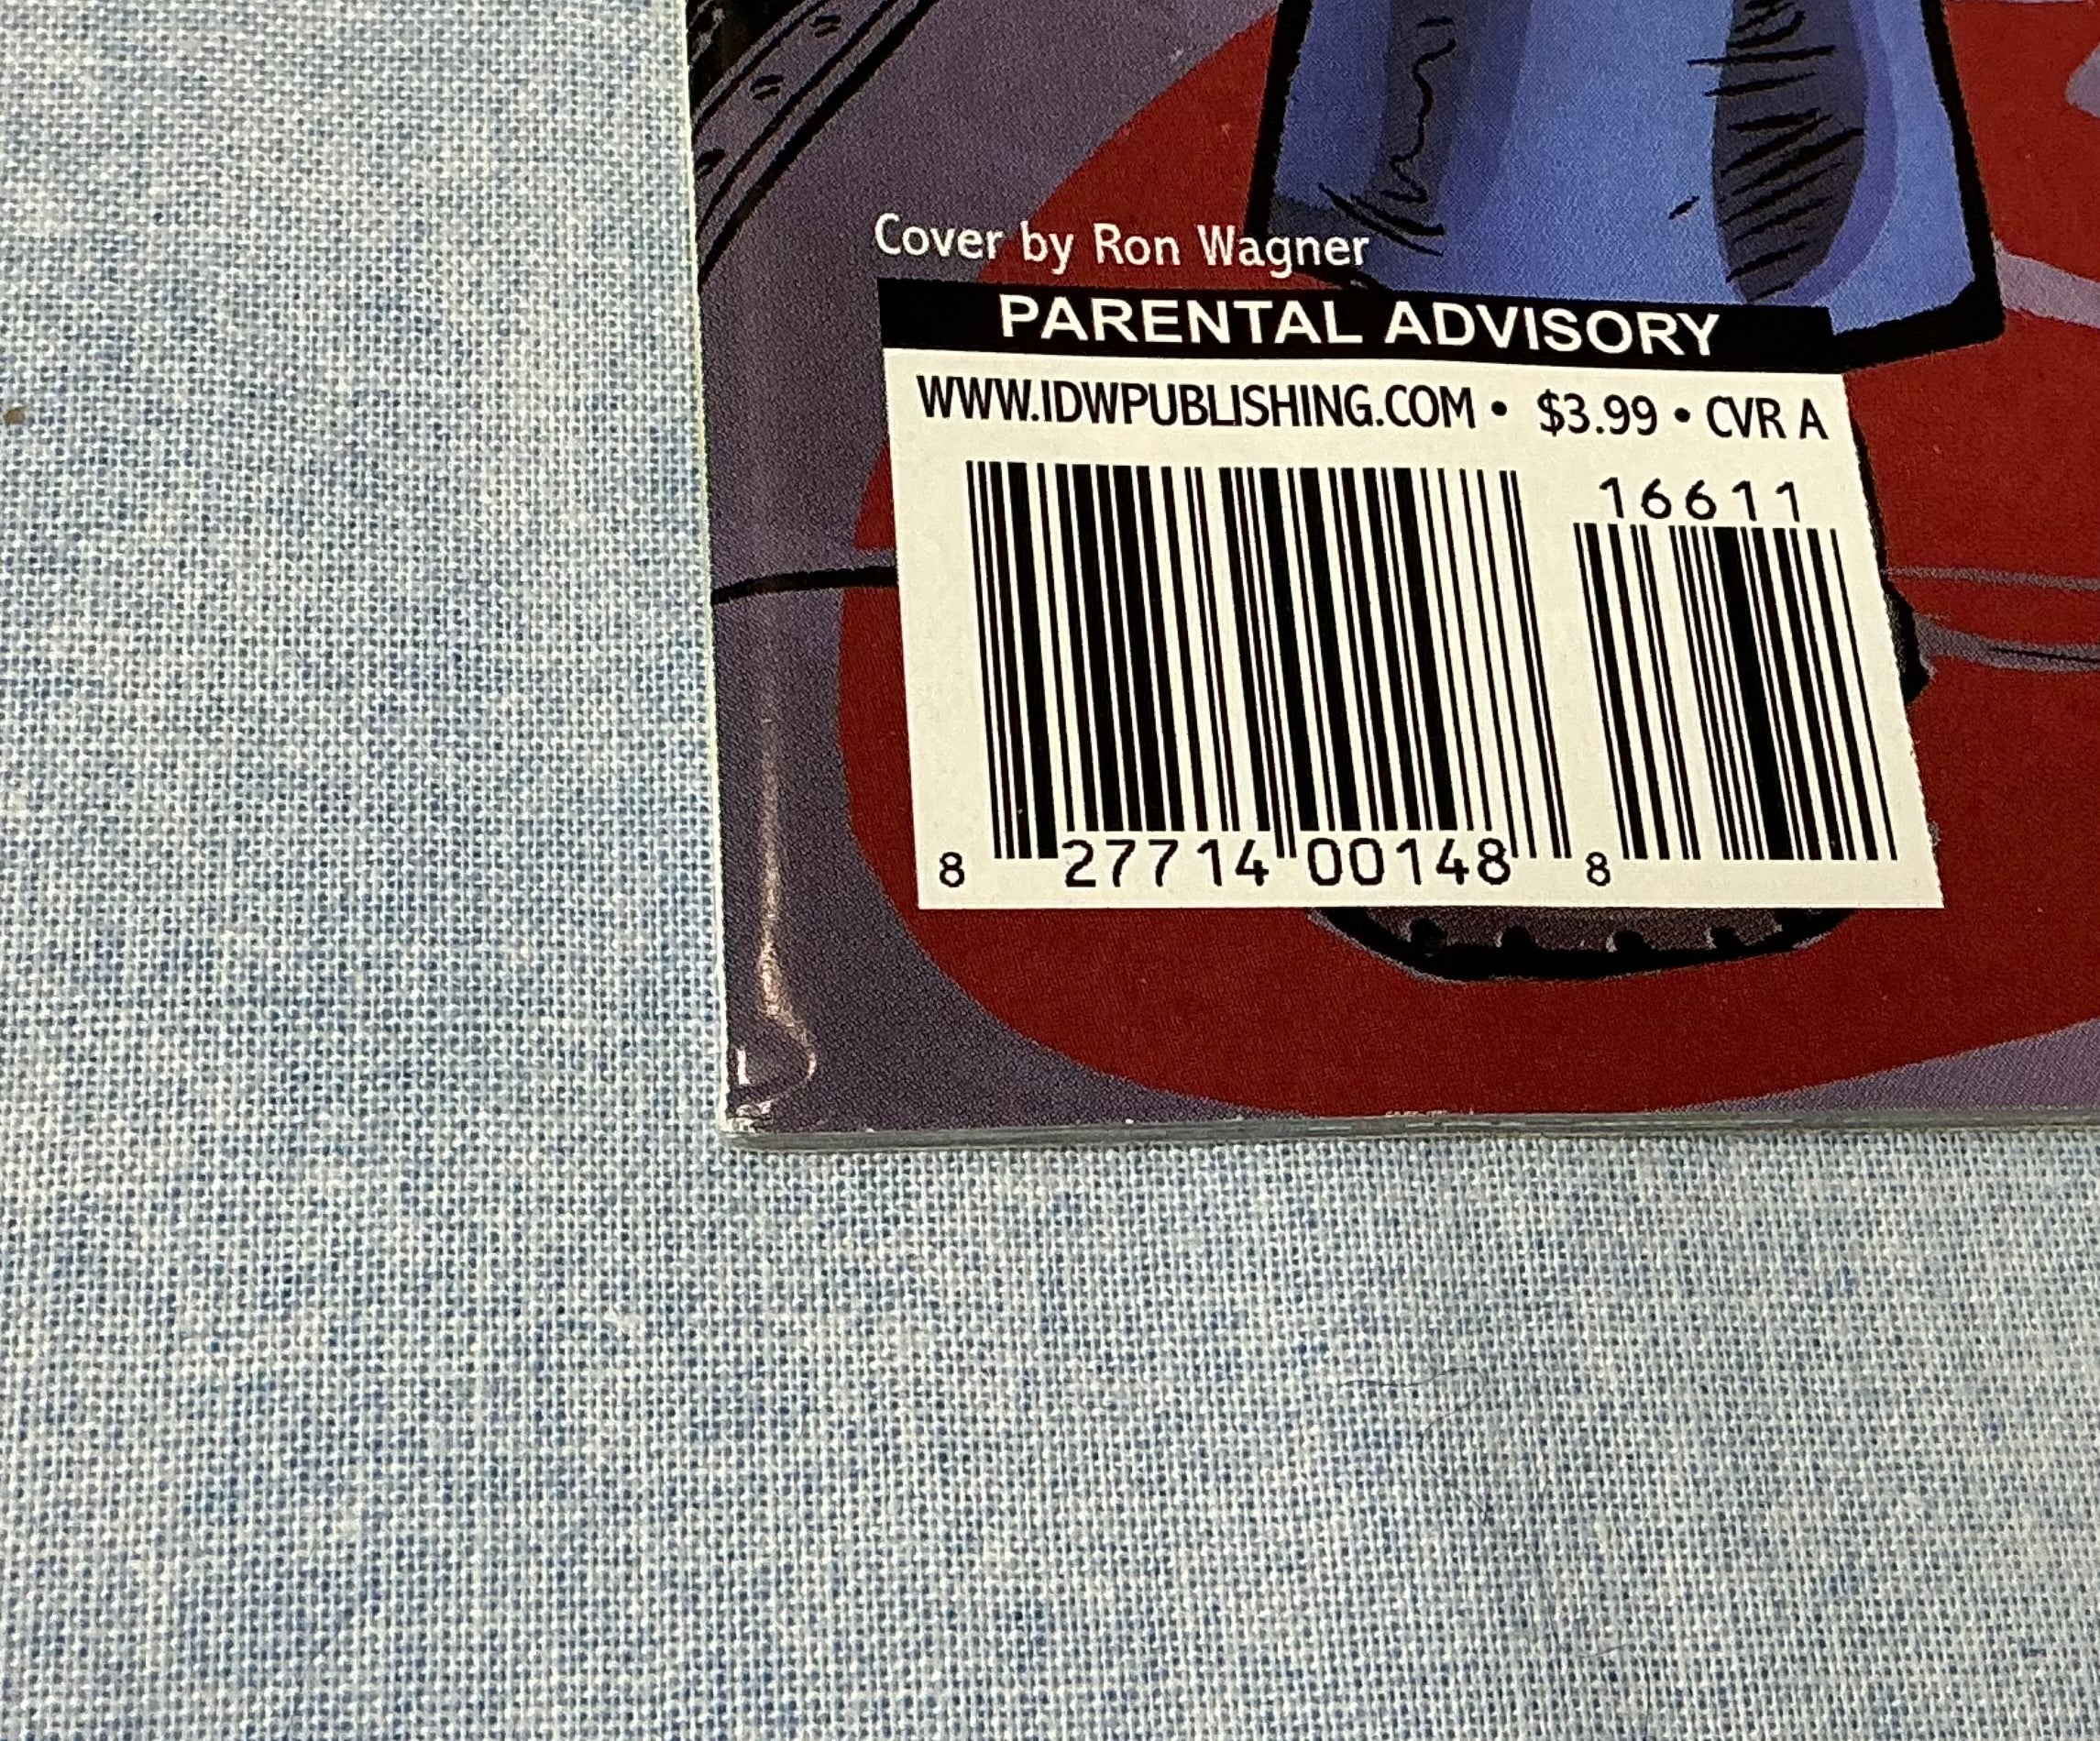 Cover by Ron Wagner
PARENTAL ADVISORY
WWW.IDWPUBLISHING.COM • $3.99 • CVR A
16611
8 27714 00148 8